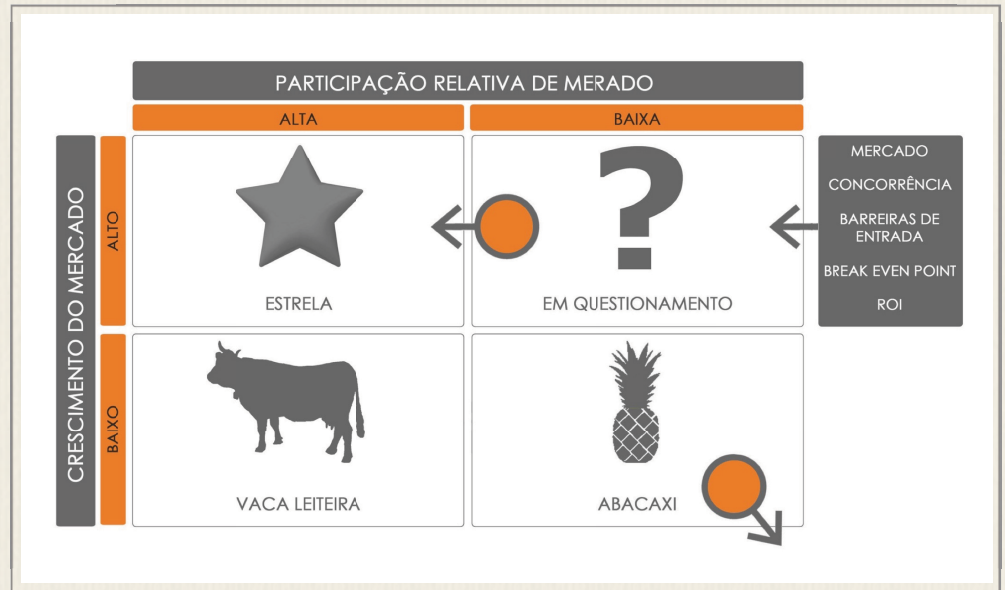 PARTICIPAÇÃO RELATIVA DE MERADO
ALTA
BAIXA
CRESCIMENTO DO MERCADO
ALTO
BAIXO
?
ESTRELA
EM QUESTIONAMENTO
VACA LEITEIRA
ABACAXI
MERCADO
CONCORRÊNCIA
BARREIRAS DE
ENTRADA
BREAK EVEN POINT
ROI